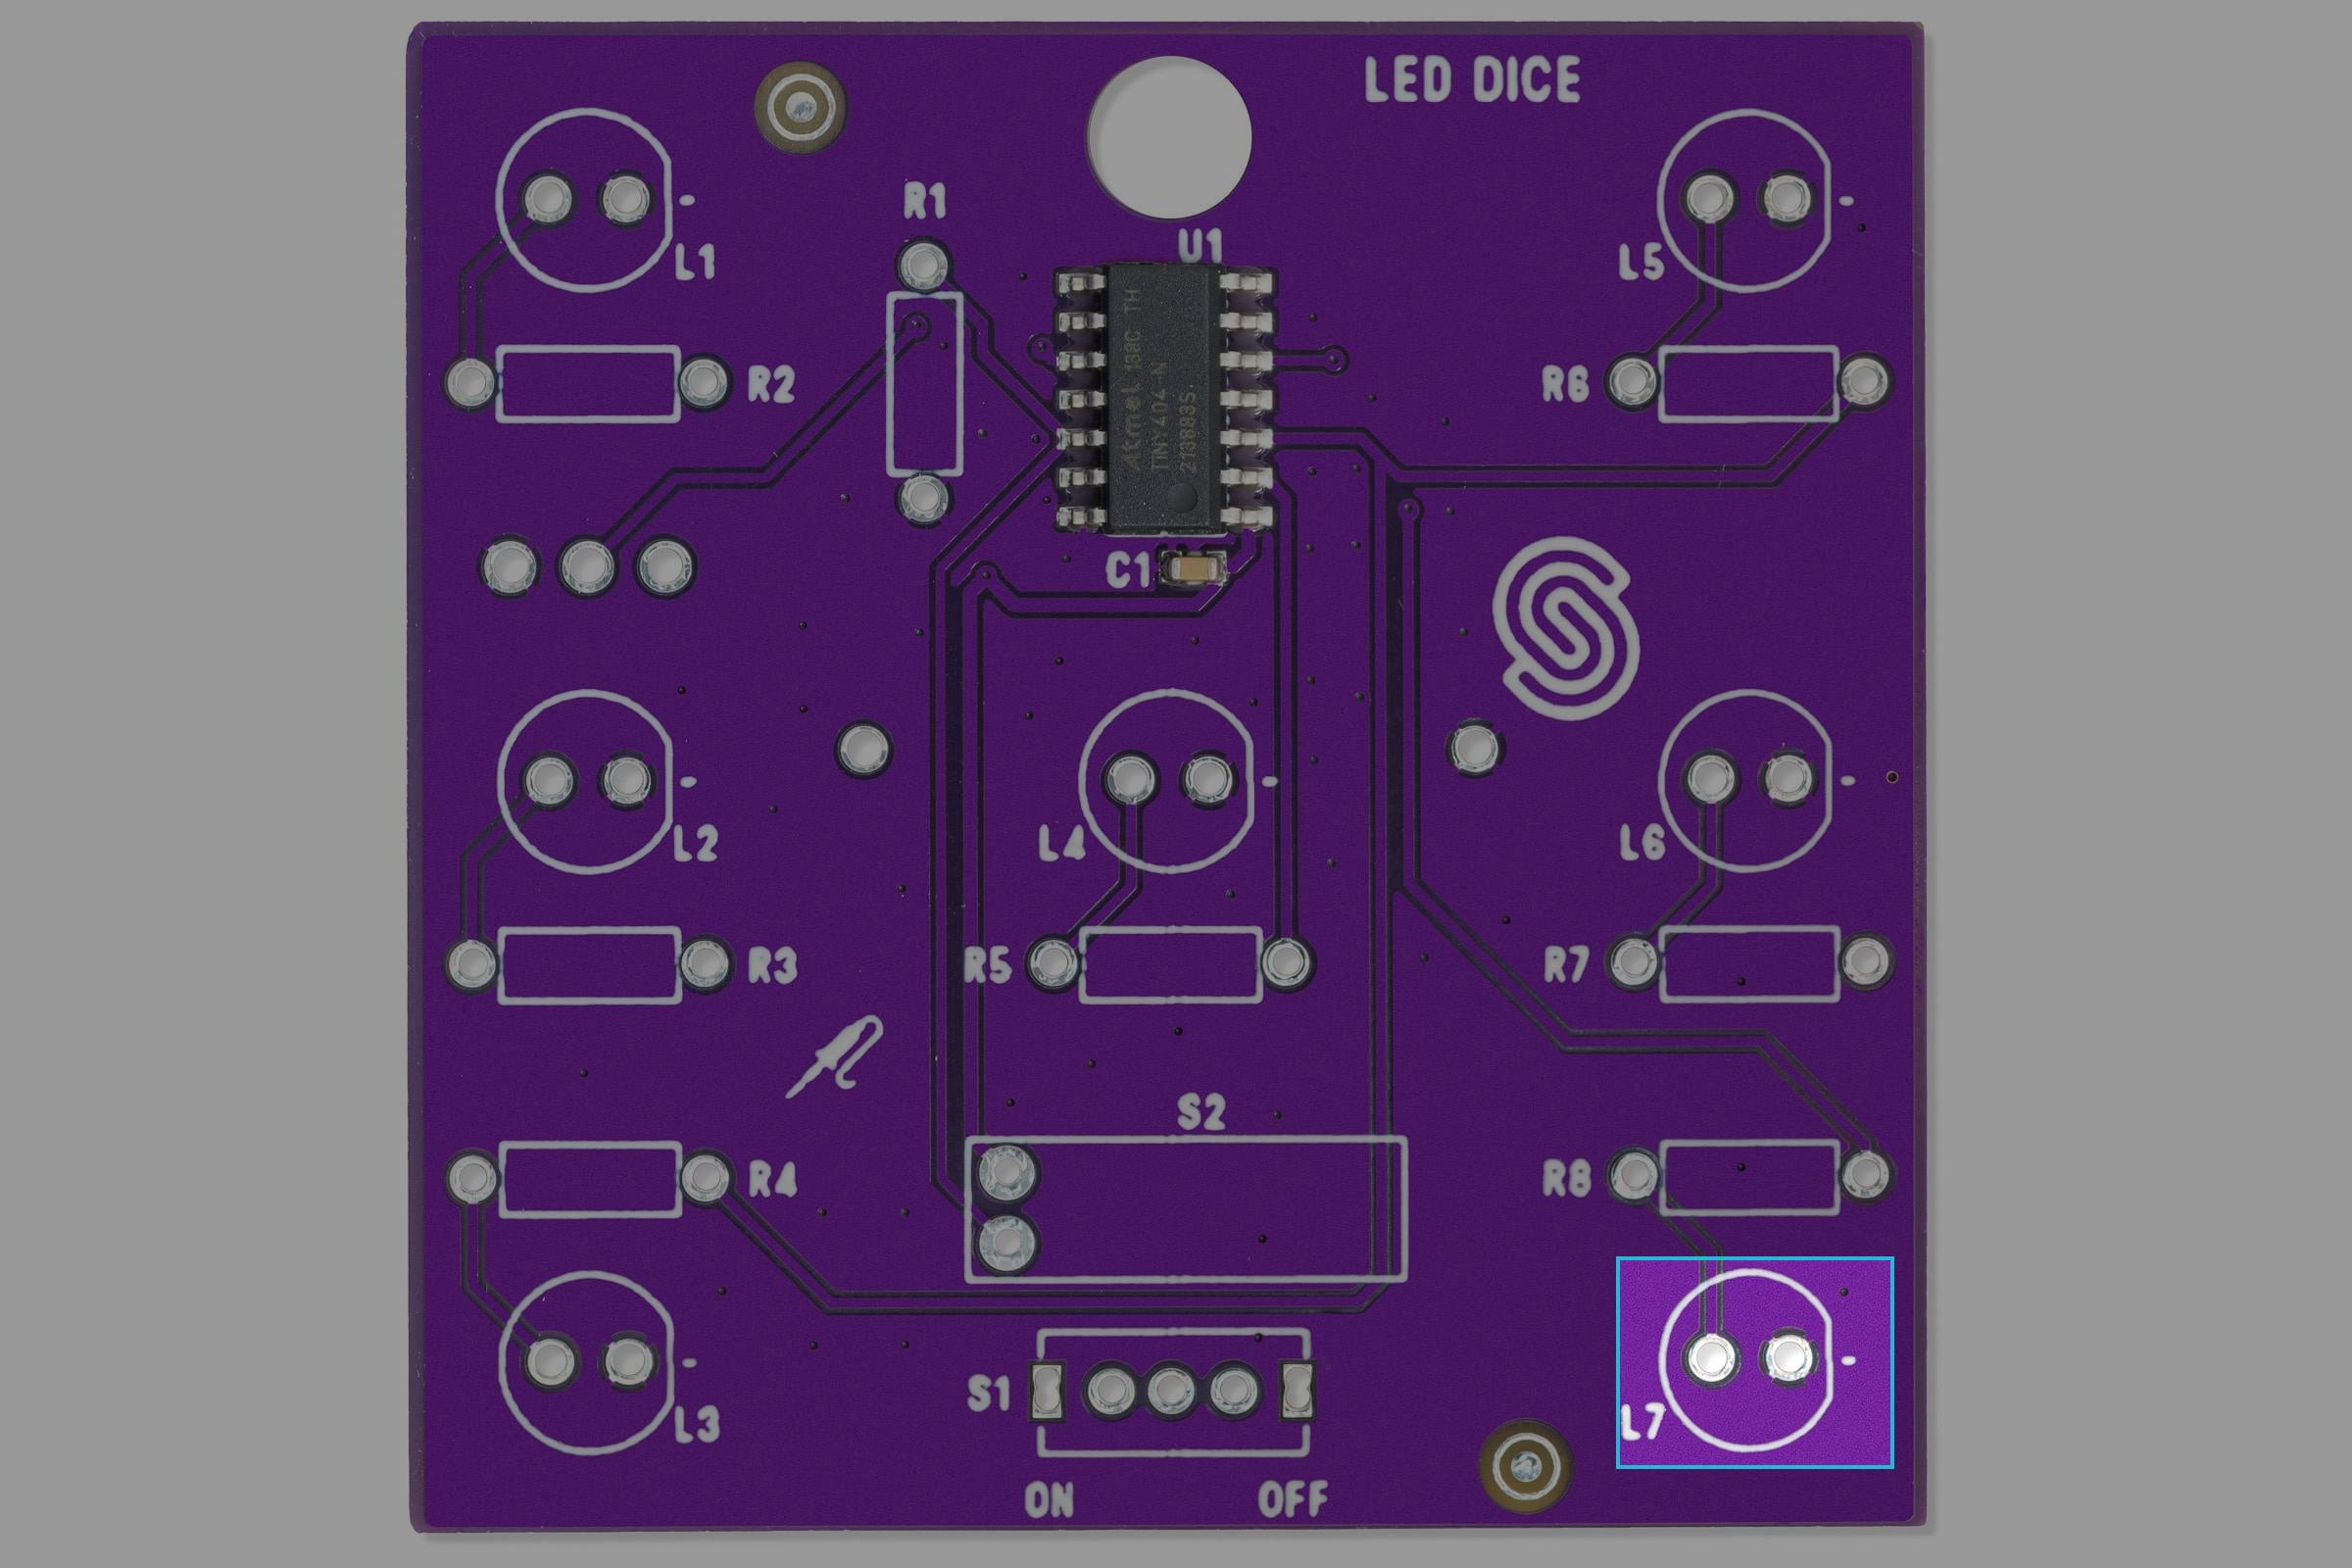 LED DICE
R1
U1
L1
L5
R2
R6
Atmel 138C TH
TINY404-N
213883S
C1
L2
L4
L6
R3
R5
R7
S2
R4
R8
L3
S1
L7
ON
OFF